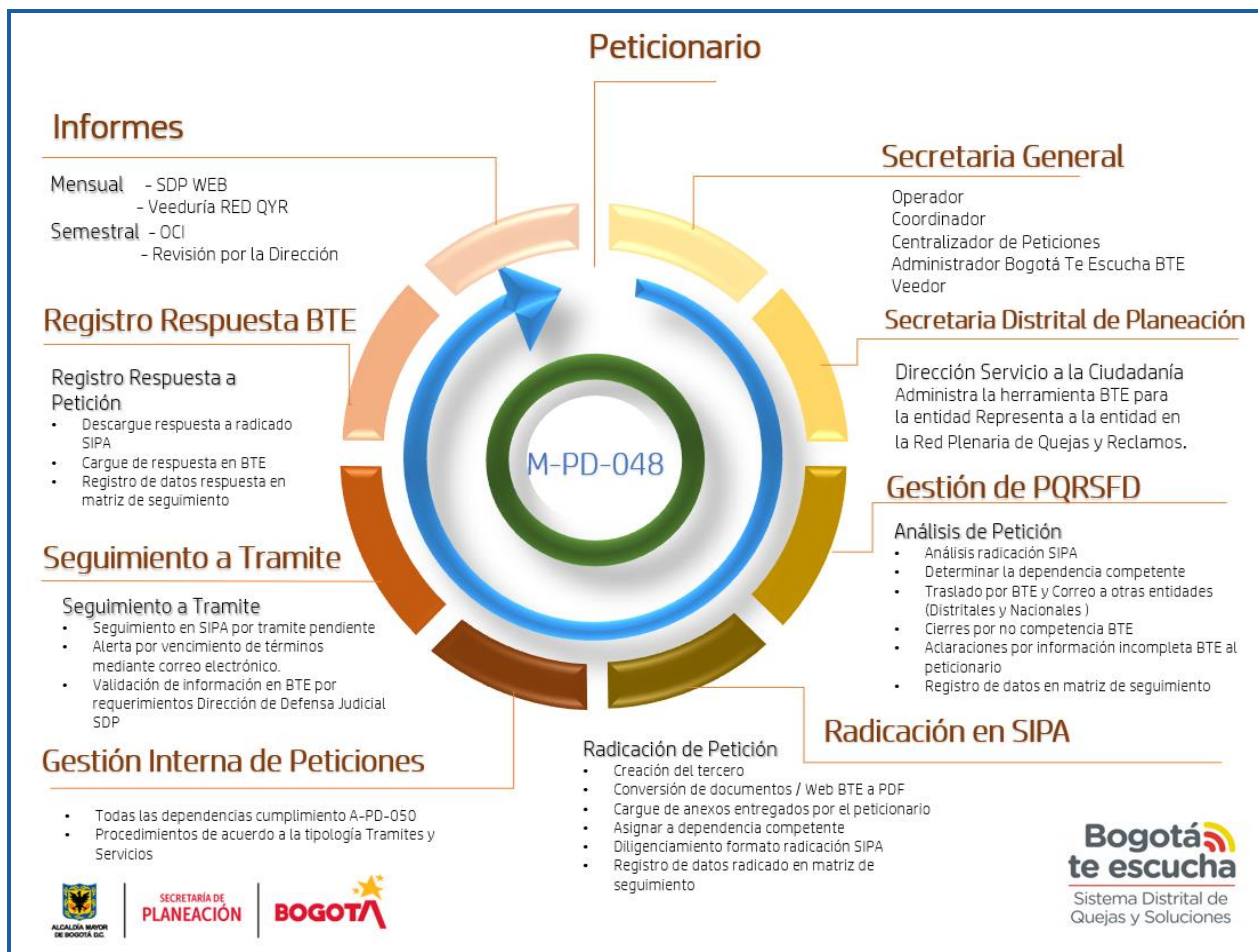 Peticionario
Informes
Mensual - SDP WEB
- Veeduría RED QYR
Semestral - OCI
- Revisión por la Dirección
Secretaria General
Operador
Coordinador
Centralizador de Peticiones
Administrador Bogotá Te Escucha BTE
Veedor
Secretaria Distrital de Planeación
Dirección Servicio a la Ciudadanía
Administra la herramienta BTE para
la entidad Representa a la entidad en
la Red Plenaria de Quejas y Reclamos.
Registro Respuesta BTE
Registro Respuesta a
Petición
• Descargue respuesta a radicado
SIPA
• Cargue de respuesta en BTE
• Registro de datos respuesta en
matriz de seguimiento
M-PD-048
Gestión de PQRSFD
Análisis de Petición
• Análisis radicación SIPA
• Determinar la dependencia competente
• Traslado por BTE y Correo a otras entidades
(Distritales y Nacionales )
• Cierres por no competencia BTE
• Aclaraciones por información incompleta BTE al
peticionario
• Registro de datos en matriz de seguimiento
Seguimiento a Tramite
Seguimiento a Tramite
• Seguimiento en SIPA por tramite pendiente
• Alerta por vencimiento de términos
mediante correo electrónico.
• Validación de información en BTE por
requerimientos Dirección de Defensa Judicial
SDP
Radicación en SIPA
Radicación de Petición
• Creación del tercero
• Conversión de documentos / Web BTE a PDF
• Cargue de anexos entregados por el peticionario
• Asignar a dependencia competente
• Diligenciamiento formato radicación SIPA
• Registro de datos radicado en matriz de
seguimiento
Gestión Interna de Peticiones
• Todas las dependencias cumplimiento A-PD-050
• Procedimientos de acuerdo a la tipología Tramites y
Servicios
ALCALDÍA MAYOR
DE BOGOTÁ D.C.
SECRETARÍA DE
PLANEACIÓN
BOGOTÁ
Bogotá
te escucha
Sistema Distrital de
Quejas y Soluciones